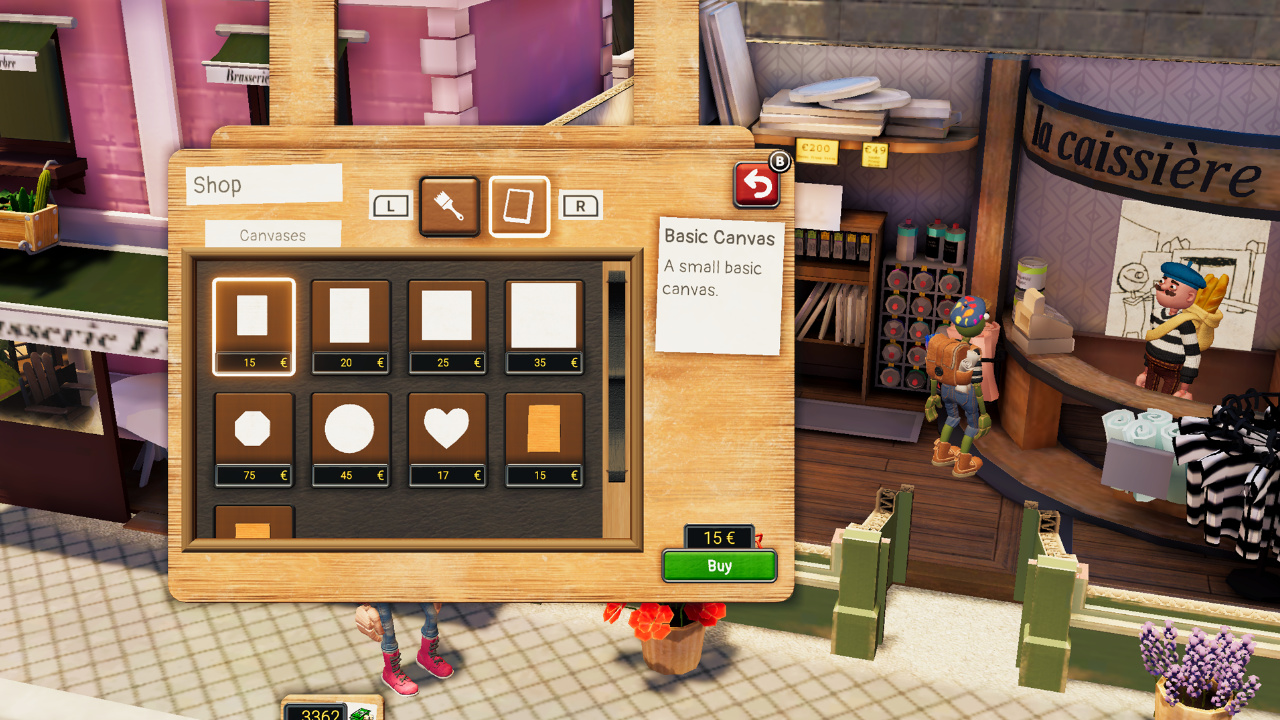 Brasserie
la caissière
€200
€49
B
Shop
L
R
Canvases
Basic Canvas
A small basic
canvas.
15 €
20 €
25 €
35 €
75 €
45 €
17 €
15 €
15 €
Buy
3362